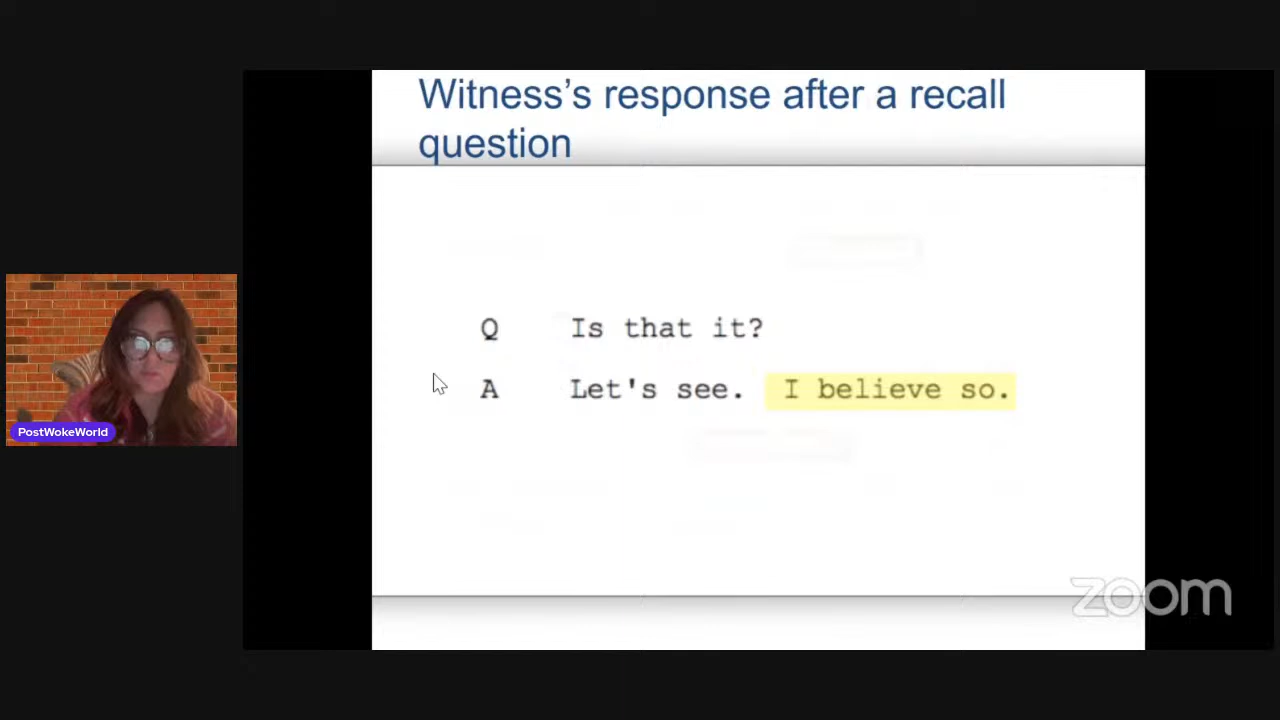 Witness's response after a recall
question
Q Is that it?
A Let's see. I believe so.
PostWokeWorld
zoom